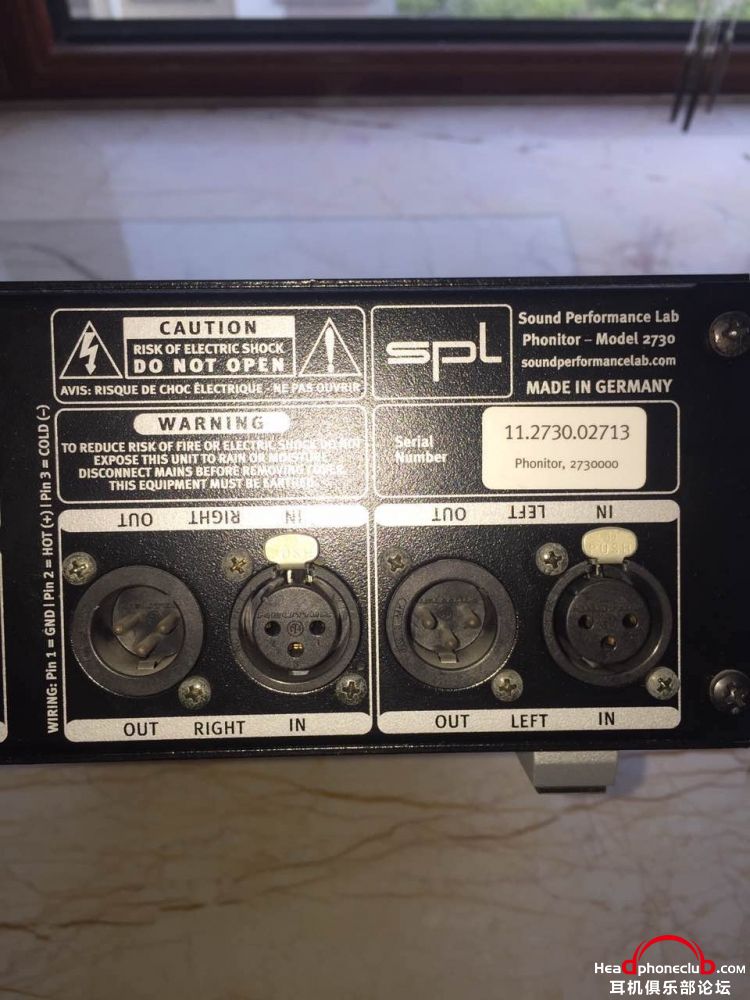 CAUTION
RISK OF ELECTRIC SHOCK
DO NOT OPEN
AVIS: RISQUE DE CHOC ÉLECTRIQUE - NE PAS OUVRIR
spl
Sound Performance Lab
Phonitor – Model 2730
soundperformancelab.com
MADE IN GERMANY
WARNING
TO REDUCE RISK OF FIRE OR ELECTRIC SHOCK DO NOT
EXPOSE THIS UNIT TO RAIN OR MOISTURE.
DISCONNECT MAINS BEFORE REMOVING COVER.
THIS EQUIPMENT MUST BE EARTHED.
Serial
Number
11.2730.02713
Phonitor, 2730000
WIRING: Pin 1 = GND | Pin 2 = HOT (+) | Pin 3 = COLD (-)
OUT RIGHT IN
OUT LEFT IN
PUSH
PUSH
OUT RIGHT IN
OUT LEFT IN
HeadphoneClub.COM
耳机俱乐部论坛